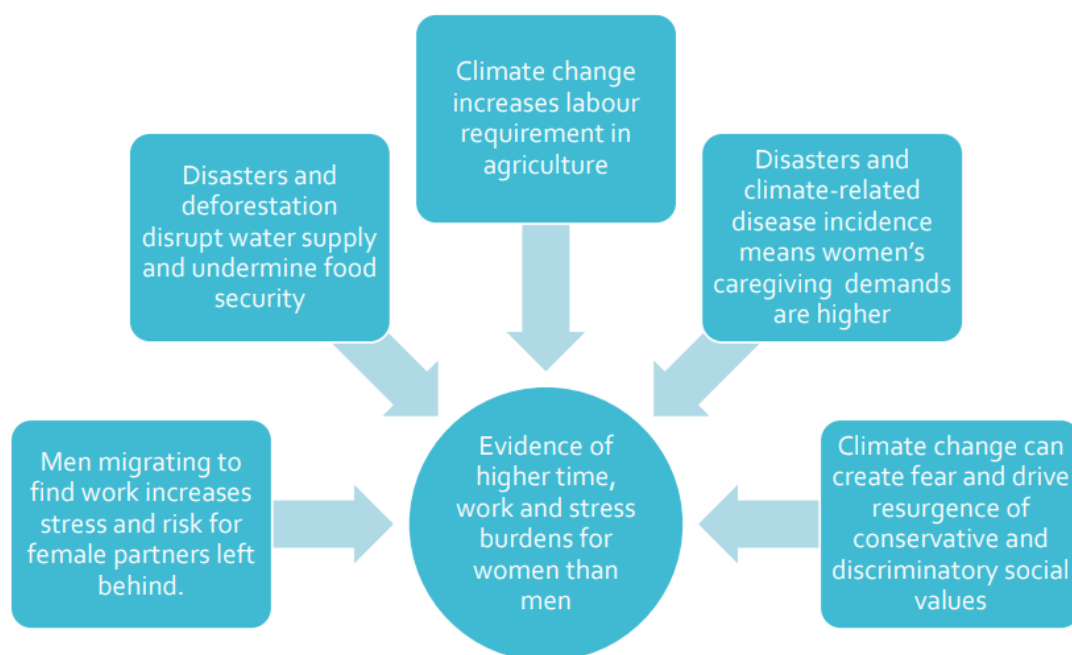 Climate change
increases labour
requirement in
agriculture
Disasters and
deforestation
disrupt water supply
and undermine food
security
Disasters and
climate-related
disease incidence
means women's
caregiving demands
are higher
Men migrating to
find work increases
stress and risk for
female partners left
behind.
Evidence of
higher time,
work and stress
burdens for
women than
men
Climate change can
create fear and drive
resurgence of
conservative and
discriminatory social
values